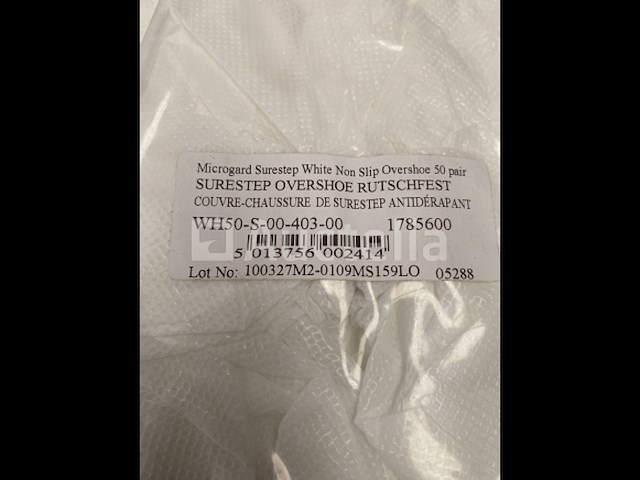 Microgard Surestep White Non Slip Overshoe 50 pair
SURESTEP OVERSHOE RUTSCHFEST
COUVRE-CHAUSSURE DE SURESTEP ANTIDÉRAPANT
WH50-S-00-403-00 1785600
5 013756 002414
Lot No: 100327M2-0109MS159LO 05288